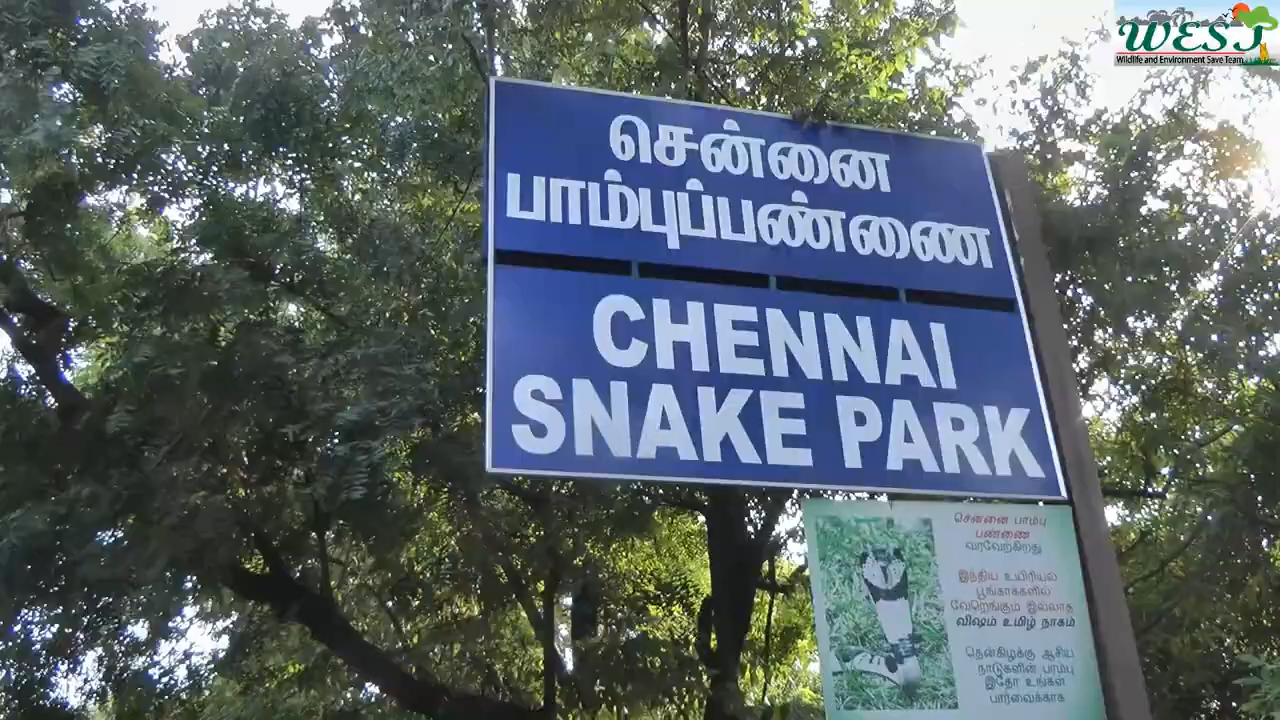 WEST
Wildlife and Environment Save Team
சென்னை
பாம்புப்பண்ணை
CHENNAI
SNAKE PARK
சென்னை பாம்பு
பண்ணை
வரவேற்கிறது
இந்திய உயிரியல்
பூங்காக்களில்
வேறெங்கும் இல்லாத
விஷம் உமிழ் நாகம்
தென்கிழக்கு ஆசிய
நாடுகளின் பாம்பு
இதோ உங்கள்
பார்வைக்காக